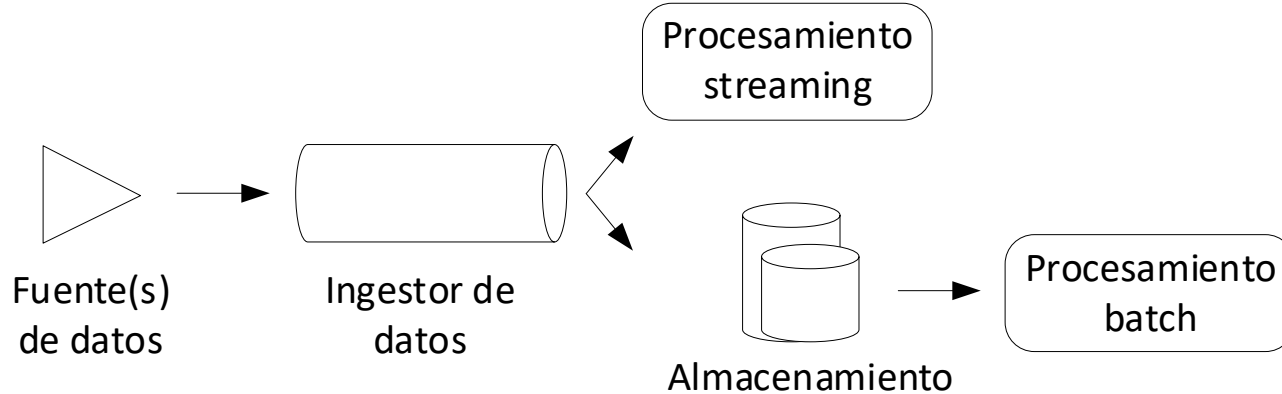 Procesamiento
streaming
Fuente(s)
de datos
Ingestor de
datos
Almacenamiento
Procesamiento
batch